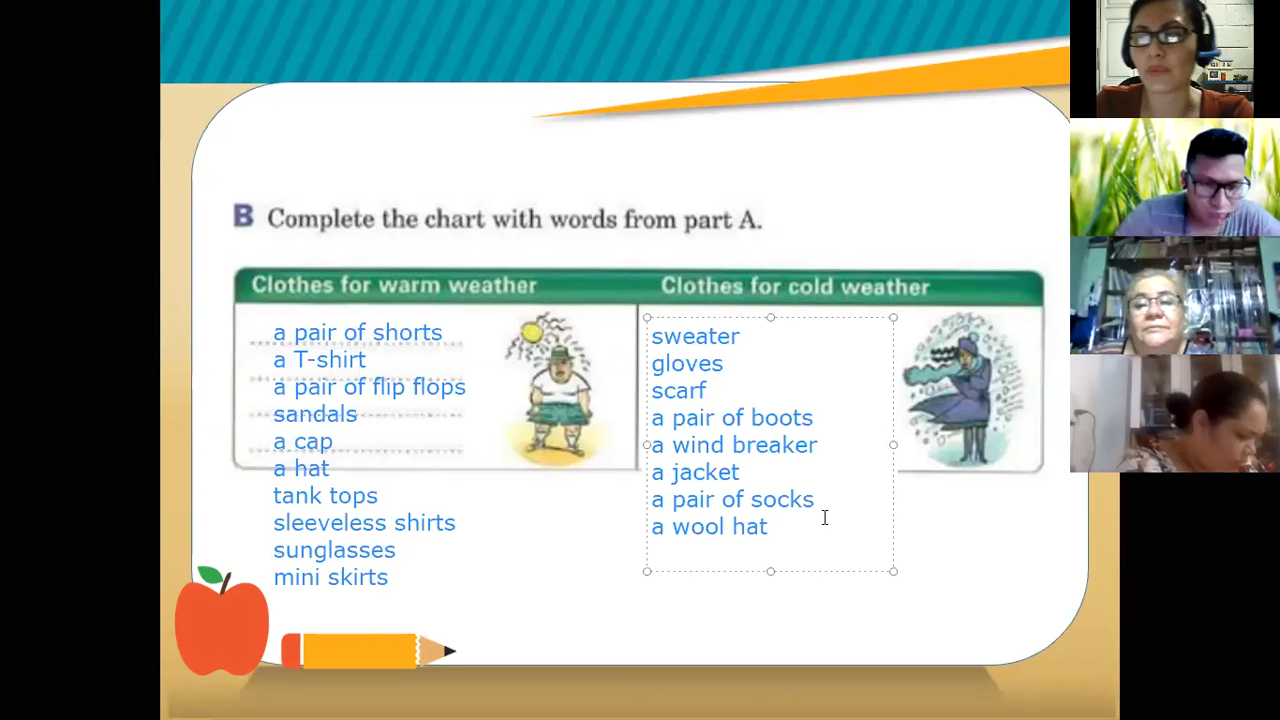 B Complete the chart with words from part A.
Clothes for warm weather
a pair of shorts
a T-shirt
a pair of flip flops
sandals
a cap
a hat
tank tops
sleeveless shirts
sunglasses
mini skirts
Clothes for cold weather
sweater
gloves
scarf
a pair of boots
a wind breaker
a jacket
a pair of socks
a wool hat